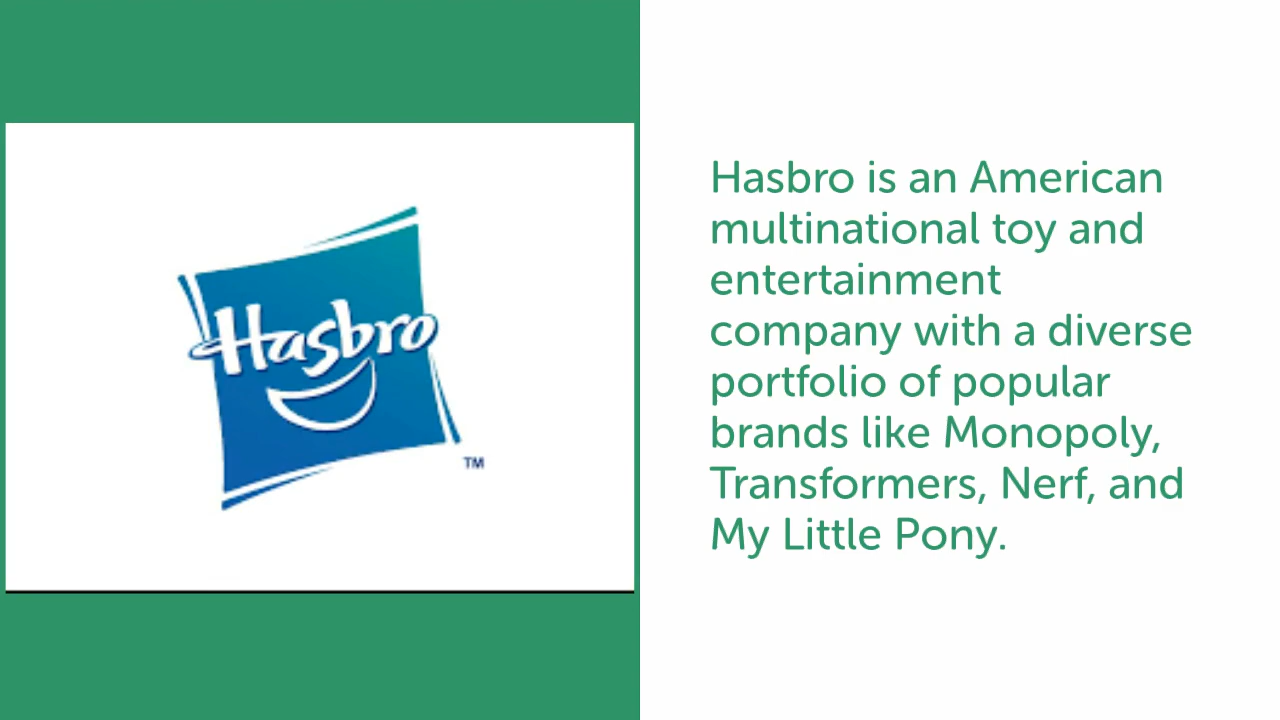 Hasbro
TM
Hasbro is an American
multinational toy and
entertainment
company with a diverse
portfolio of popular
brands like Monopoly,
Transformers, Nerf, and
My Little Pony.